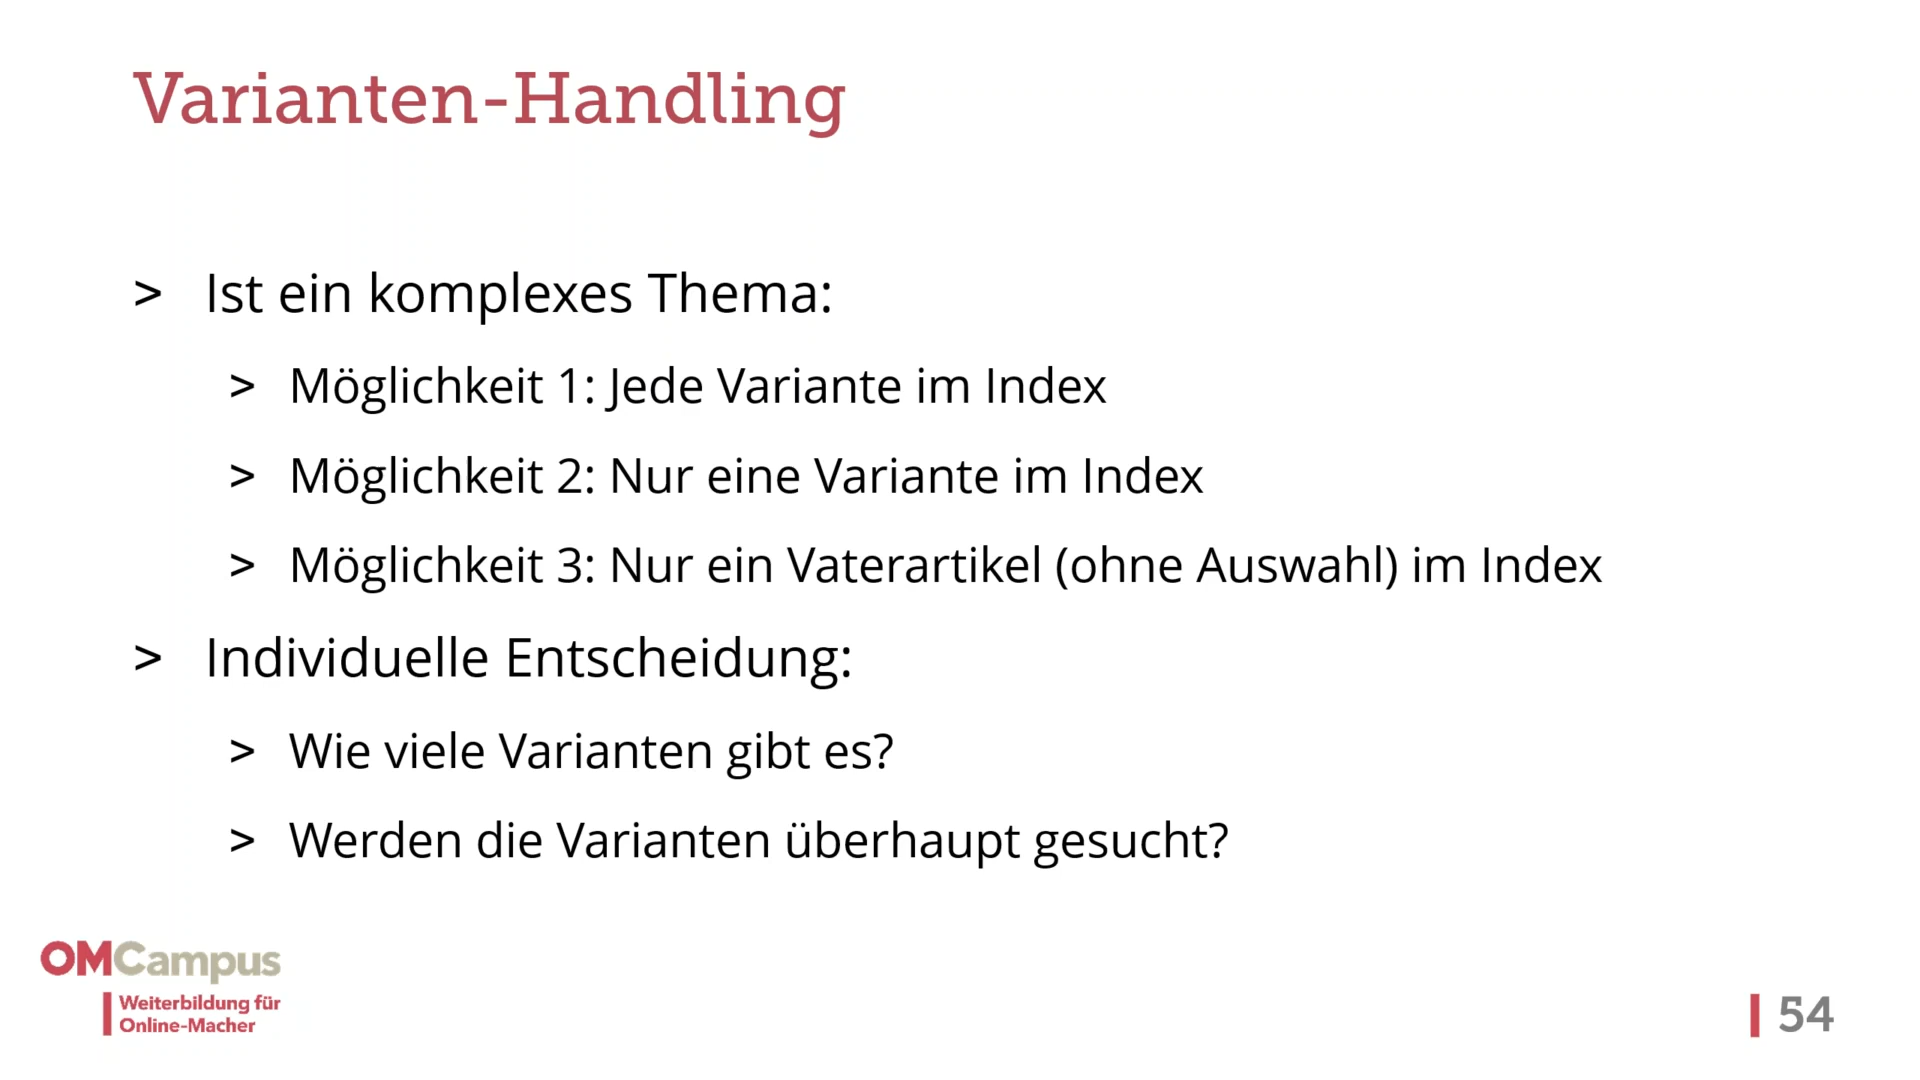 Varianten-Handling
> Ist ein komplexes Thema:
> Möglichkeit 1: Jede Variante im Index
> Möglichkeit 2: Nur eine Variante im Index
> Möglichkeit 3: Nur ein Vaterartikel (ohne Auswahl) im Index
> Individuelle Entscheidung:
> Wie viele Varianten gibt es?
> Werden die Varianten überhaupt gesucht?
OMCampus
Weiterbildung für
Online-Macher
54